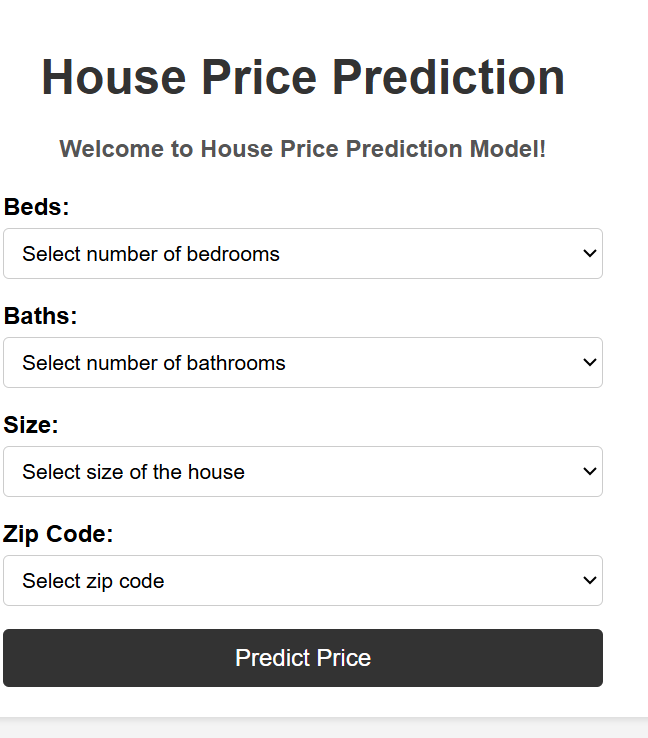 House Price Prediction
Welcome to House Price Prediction Model!
Beds:
Select number of bedrooms
Baths:
Select number of bathrooms
Size:
Select size of the house
Zip Code:
Select zip code
Predict Price